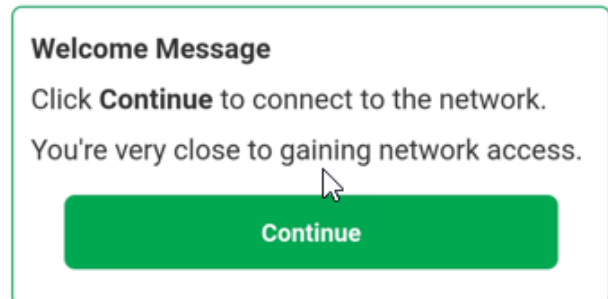 Welcome Message
Click Continue to connect to the network.
You're very close to gaining network access.
Continue